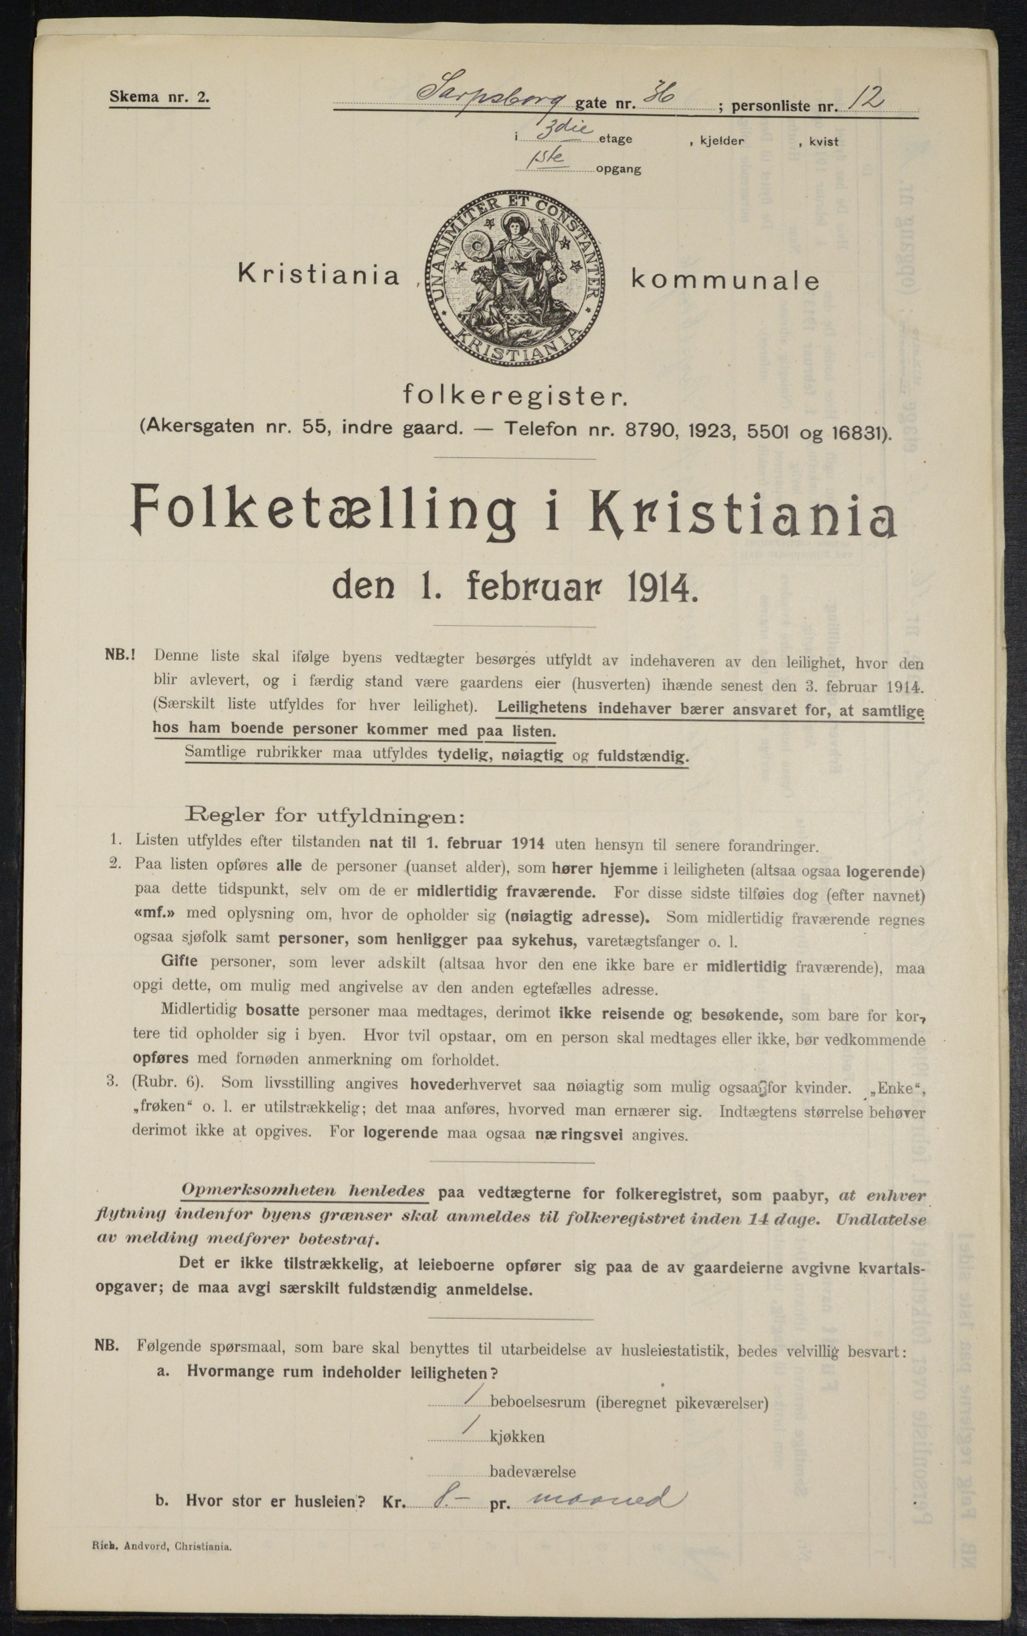 Skema nr. 2.
Sarpsborg gate nr. ; personliste nr. 12
i 3die etage , kjelder , kvist
1ste opgang
UNANIMITER ET CONSTANTER
KRISTIANIA
Kristiania kommunale
folkeregister.
(Akersgaten nr. 55, indre gaard. — Telefon nr. 8790, 1923, 5501 og 16831).
Folketælling i Kristiania
den 1. februar 1914.
NB.! Denne liste skal ifølge byens vedtægter besørges utfyldt av indehaveren av den leilighet, hvor den
blir avlevert, og i færdig stand være gaardens eier (husverten) ihænde senest den 3. februar 1914.
(Særskilt liste utfyldes for hver leilighet). Leilighetens indehaver bærer ansvaret for, at samtlige
hos ham boende personer kommer med paa listen.
Samtlige rubrikker maa utfyldes tydelig, nøiagtig og fuldstændig.
Regler for utfyldningen:
1. Listen utfyldes efter tilstanden nat til 1. februar 1914 uten hensyn til senere forandringer.
2. Paa listen opføres alle de personer (uanset alder), som hører hjemme i leiligheten (altsaa ogsaa logerende)
paa dette tidspunkt, selv om de er midlertidig fraværende. For disse sidste tilføies dog (efter navnet)
«mf.» med oplysning om, hvor de opholder sig (nøiagtig adresse). Som midlertidig fraværende regnes
ogsaa sjøfolk samt personer, som henligger paa sykehus, varetægtsfanger o. l.
Gifte personer, som lever adskilt (altsaa hvor den ene ikke bare er midlertidig fraværende), maa
opgi dette, om mulig med angivelse av den anden egtefælles adresse.
Midlertidig bosatte personer maa medtages, derimot ikke reisende og besøkende, som bare for kor-
tere tid opholder sig i byen. Hvor tvil opstaar, om en person skal medtages eller ikke, bør vedkommende
opføres med fornøden anmerkning om forholdet.
3. (Rubr. 6). Som livsstilling angives hovederhvervet saa nøiagtig som mulig ogsaa for kvinder. „Enke“,
„frøken“ o. l. er utilstrækkelig; det maa anføres, hvorved man ernærer sig. Indtægtens størrelse behøver
derimot ikke at opgives. For logerende maa ogsaa næringsvei angives.
Opmerksomheten henledes paa vedtægterne for folkeregistret, som paabyr, at enhver
flytning indenfor byens grænser skal anmeldes til folkeregistret inden 14 dage. Undlatelse
av melding medfører bøtestraf.
Det er ikke tilstrækkelig, at leieboerne opfører sig paa de av gaardeierne avgivne kvartals-
opgaver; de maa avgi særskilt fuldstændig anmeldelse.
NB. Følgende spørsmaal, som bare skal benyttes til utarbeidelse av husleiestatistik, bedes velvillig besvart:
a. Hvormange rum indeholder leiligheten?
1 beboelsesrum (iberegnet pikeværelser)
1 kjøkken
badeværelse
b. Hvor stor er husleien? Kr. 8.- pr. maaned
Rich. Andvord, Christiania.